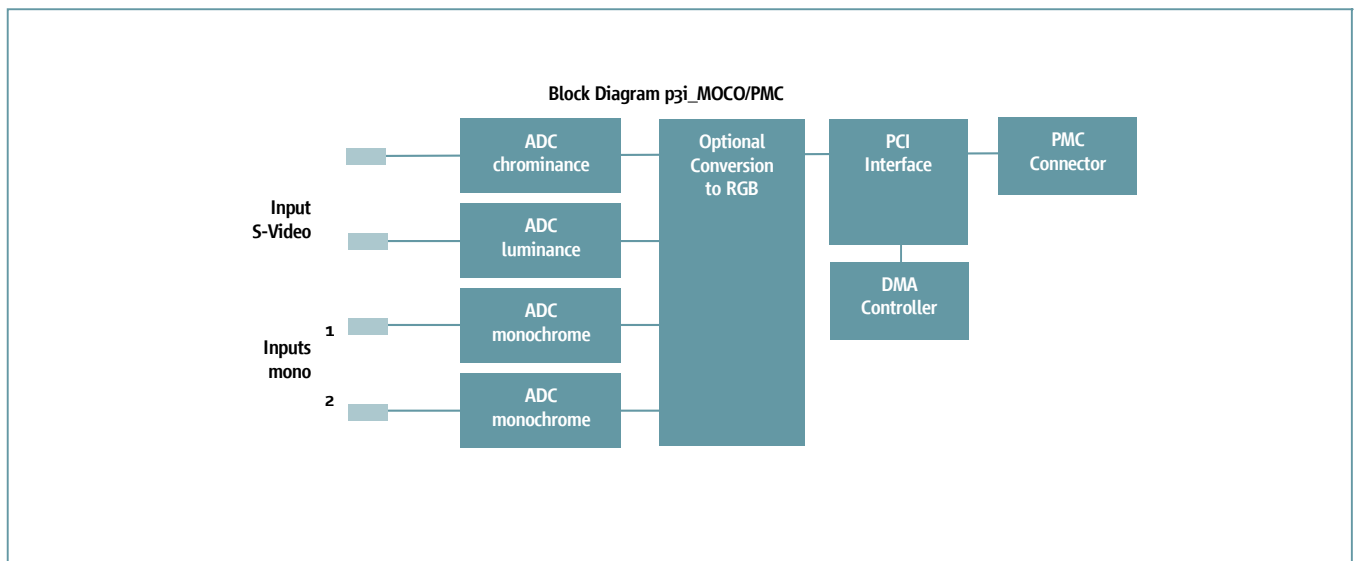 Block Diagram p3i_MOCO/PMC
ADC
chrominance
Optional
Conversion
to RGB
PCI
Interface
PMC
Connector
Input
S-Video
ADC
luminance
DMA
Controller
Inputs
mono
1
ADC
monochrome
2
ADC
monochrome